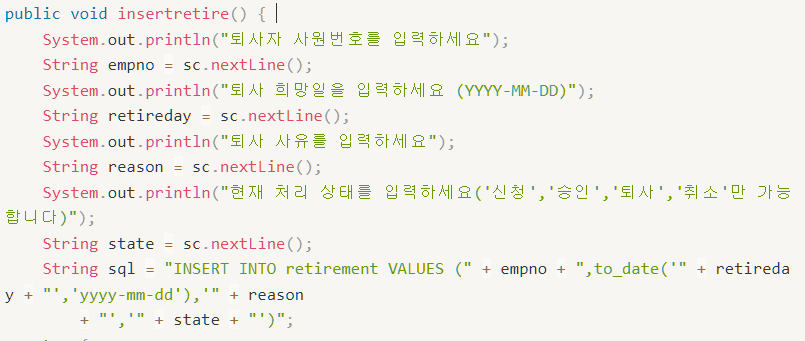 public void insertretire() {
System.out.println("퇴사자 사원번호를 입력하세요");
String empno = sc.nextLine();
System.out.println("퇴사 희망일을 입력하세요 (YYYY-MM-DD)");
String retireday = sc.nextLine();
System.out.println("퇴사 사유를 입력하세요");
String reason = sc.nextLine();
System.out.println("현재 처리 상태를 입력하세요('신청','승인','퇴사','취소'만 가능
합니다)");
String state = sc.nextLine();
String sql = "INSERT INTO retirement VALUES (" + empno + ",to_date('" + retireda
y + "','yyyy-mm-dd'),'" + reason
+ "','" + state + "')";